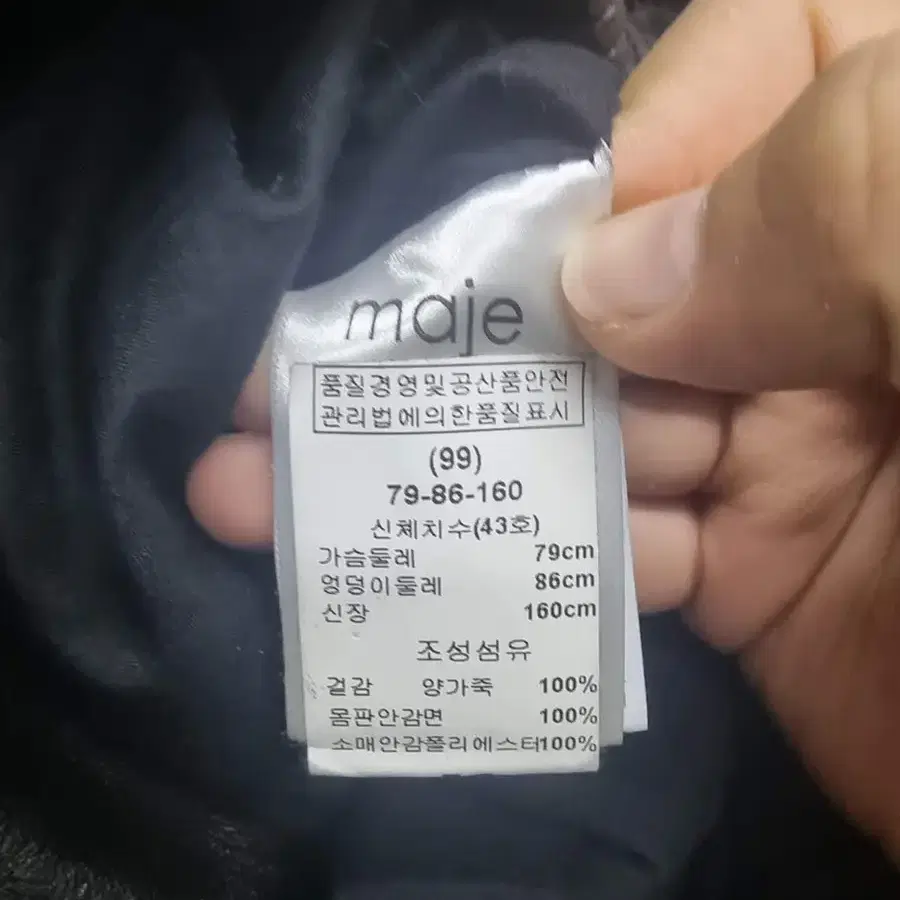 maje
품질경영및공산품안전
관리법에의한품질표시
(99)
79-86-160
신체치수(43호)
가슴둘레 79cm
엉덩이둘레 86cm
신장 160cm
조성섬유
겉감 양가죽 100%
몸판안감면 100%
소매안감폴리에스터100%